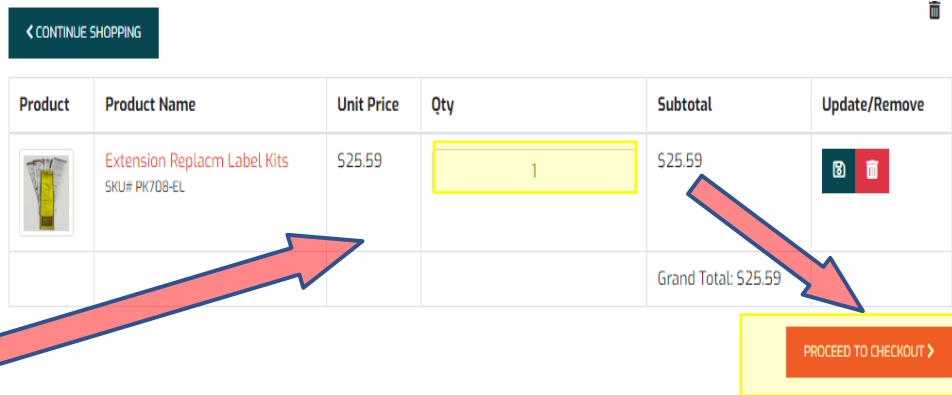 CONTINUE SHOPPING
Product Product Name Unit Price Qty Subtotal Update/Remove
Extension Replacm Label Kits $25.59 1 $25.59
SKU# PK708-EL
Grand Total: $25.59
PROCEED TO CHECKOUT